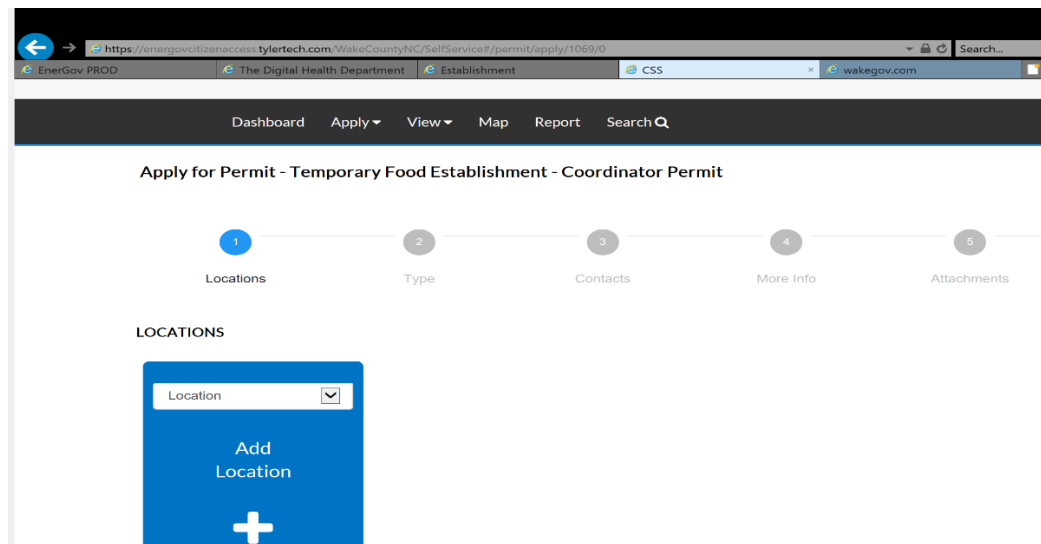 https://energovcitizenaccess.tylertech.com/WakeCountyNC/SelfService#/permit/apply/1069/0 Search...
EnerGov PROD The Digital Health Department Establishment CSS × wakegov.com
Dashboard Apply View Map Report Search
Apply for Permit - Temporary Food Establishment - Coordinator Permit
1 2 3 4 5
Locations Type Contacts More Info Attachments
LOCATIONS
Location
Add
Location